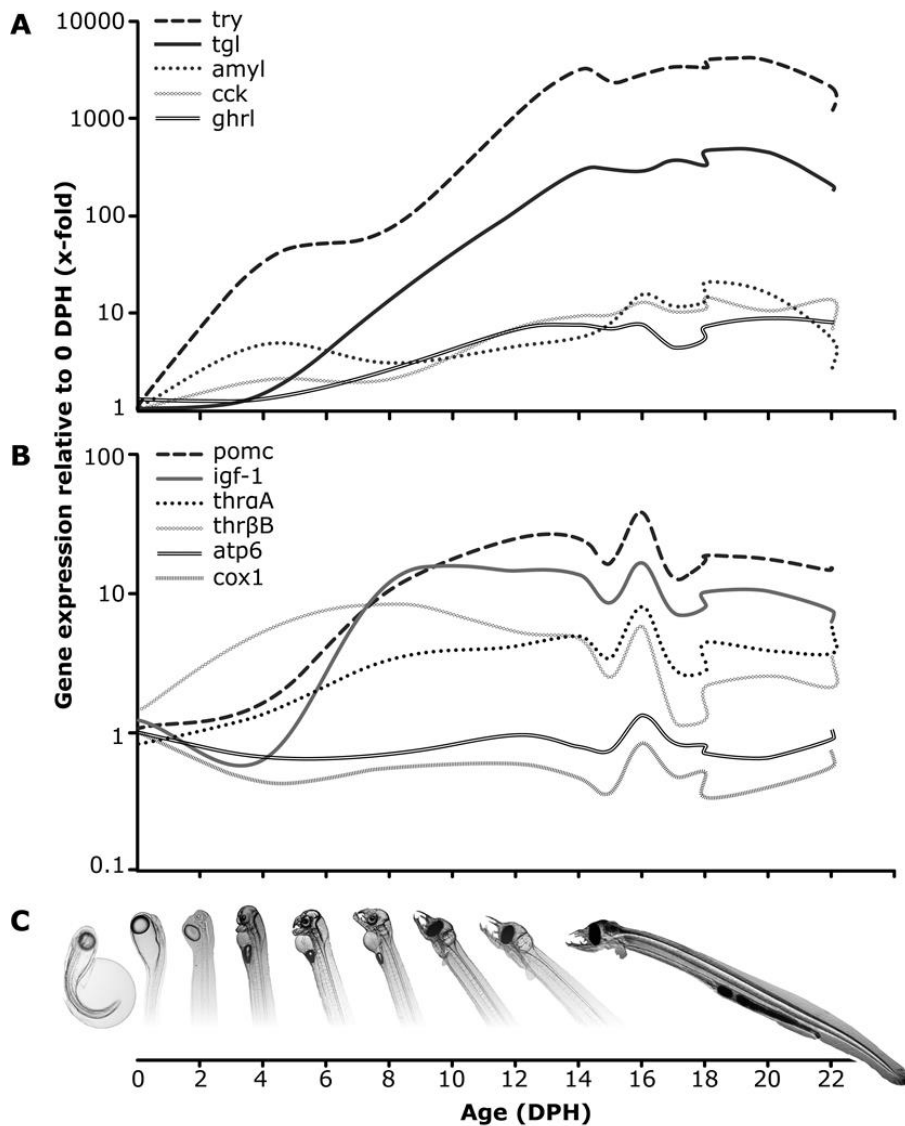 A
10000
1000
100
10
1
try
tgl
amyl
cck
ghrl
Gene expression relative to 0 DPH (x-fold)
B
100
10
1
0.1
pomc
igf-1
thrαA
thrβB
atp6
cox1
C
0 2 4 6 8 10 12 14 16 18 20 22
Age (DPH)